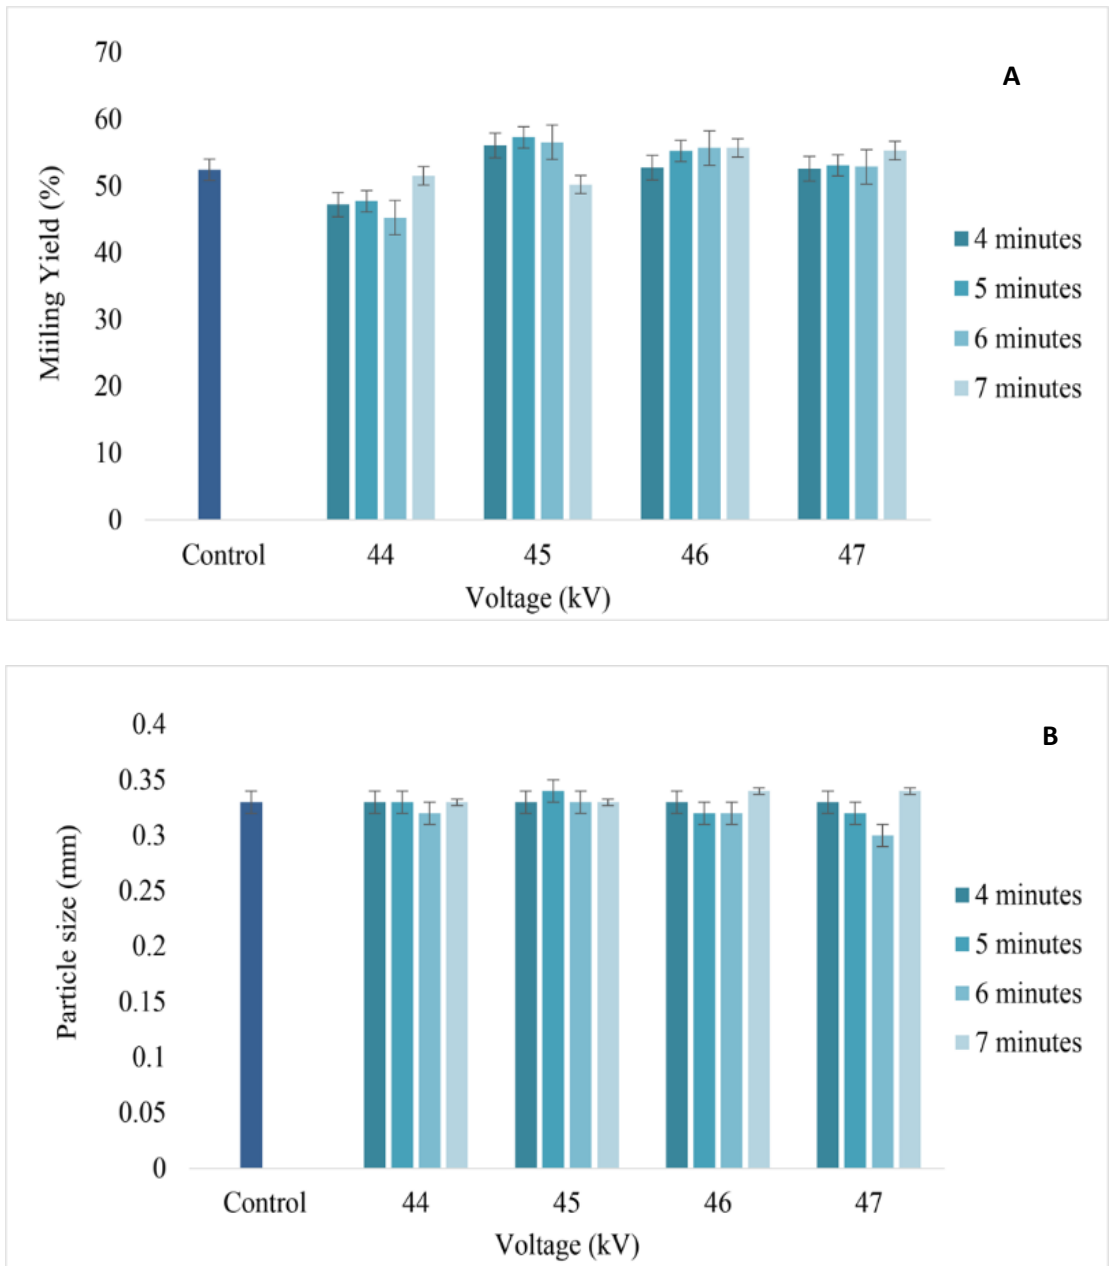 A
70
60
50
40
30
20
10
0
Miiling Yield (%)
Control 44 45 46 47
Voltage (kV)
4 minutes
5 minutes
6 minutes
7 minutes
B
0.4
0.35
0.3
0.25
0.2
0.15
0.1
0.05
0
Particle size (mm)
Control 44 45 46 47
Voltage (kV)
4 minutes
5 minutes
6 minutes
7 minutes